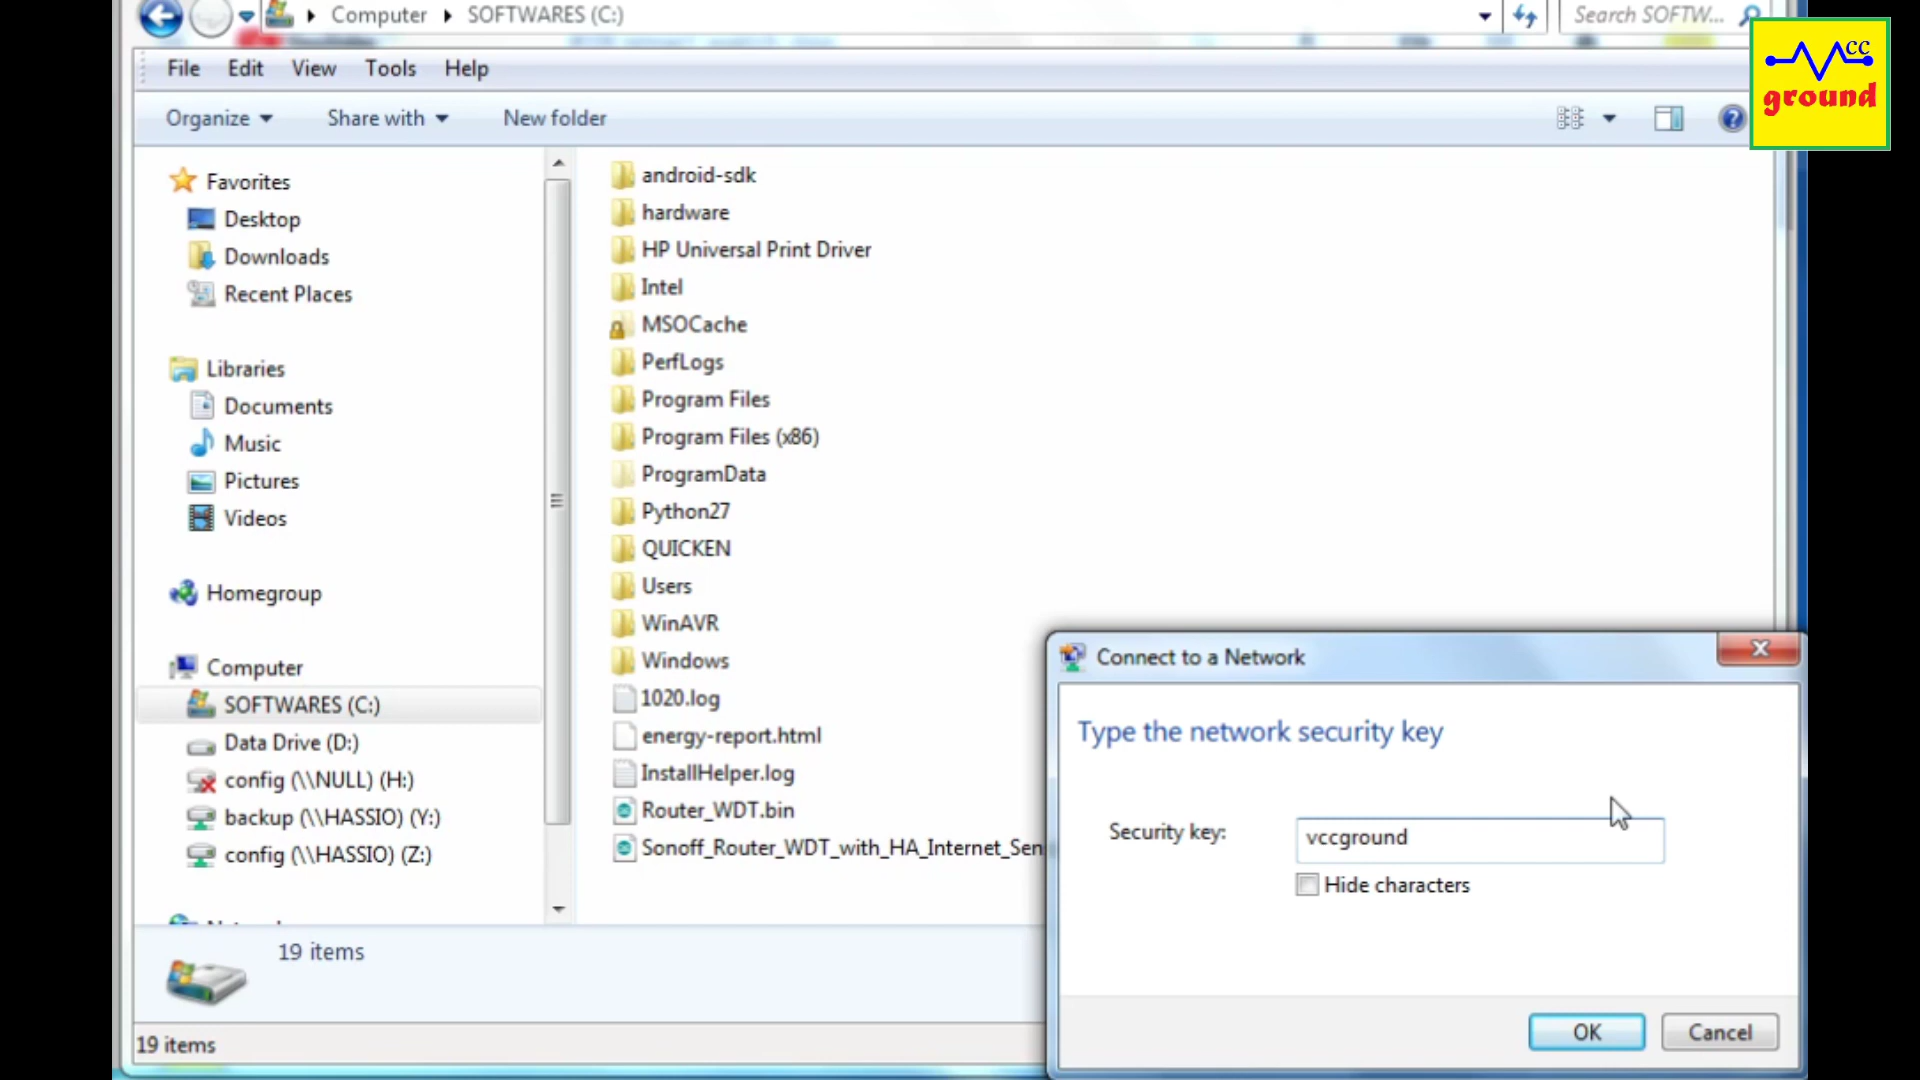 Computer
SOFTWARES (C:)
Search SOFTW...
CC
ground
File Edit View Tools Help
Organize Share with New folder
Favorites
Desktop
Downloads
Recent Places
Libraries
Documents
Music
Pictures
Videos
Homegroup
Computer
SOFTWARES (C:)
Data Drive (D:)
config (\\NULL) (H:)
backup (\\HASSIO) (Y:)
config (\\HASSIO) (Z:)
android-sdk
hardware
HP Universal Print Driver
Intel
MSOCache
PerfLogs
Program Files
Program Files (x86)
ProgramData
Python27
QUICKEN
Users
WinAVR
Windows
1020.log
energy-report.html
InstallHelper.log
Router_WDT.bin
Sonoff_Router_WDT_with_HA_Internet_Sen
19 items
19 items
Connect to a Network
Type the network security key
Security key: vccground
Hide characters
OK Cancel